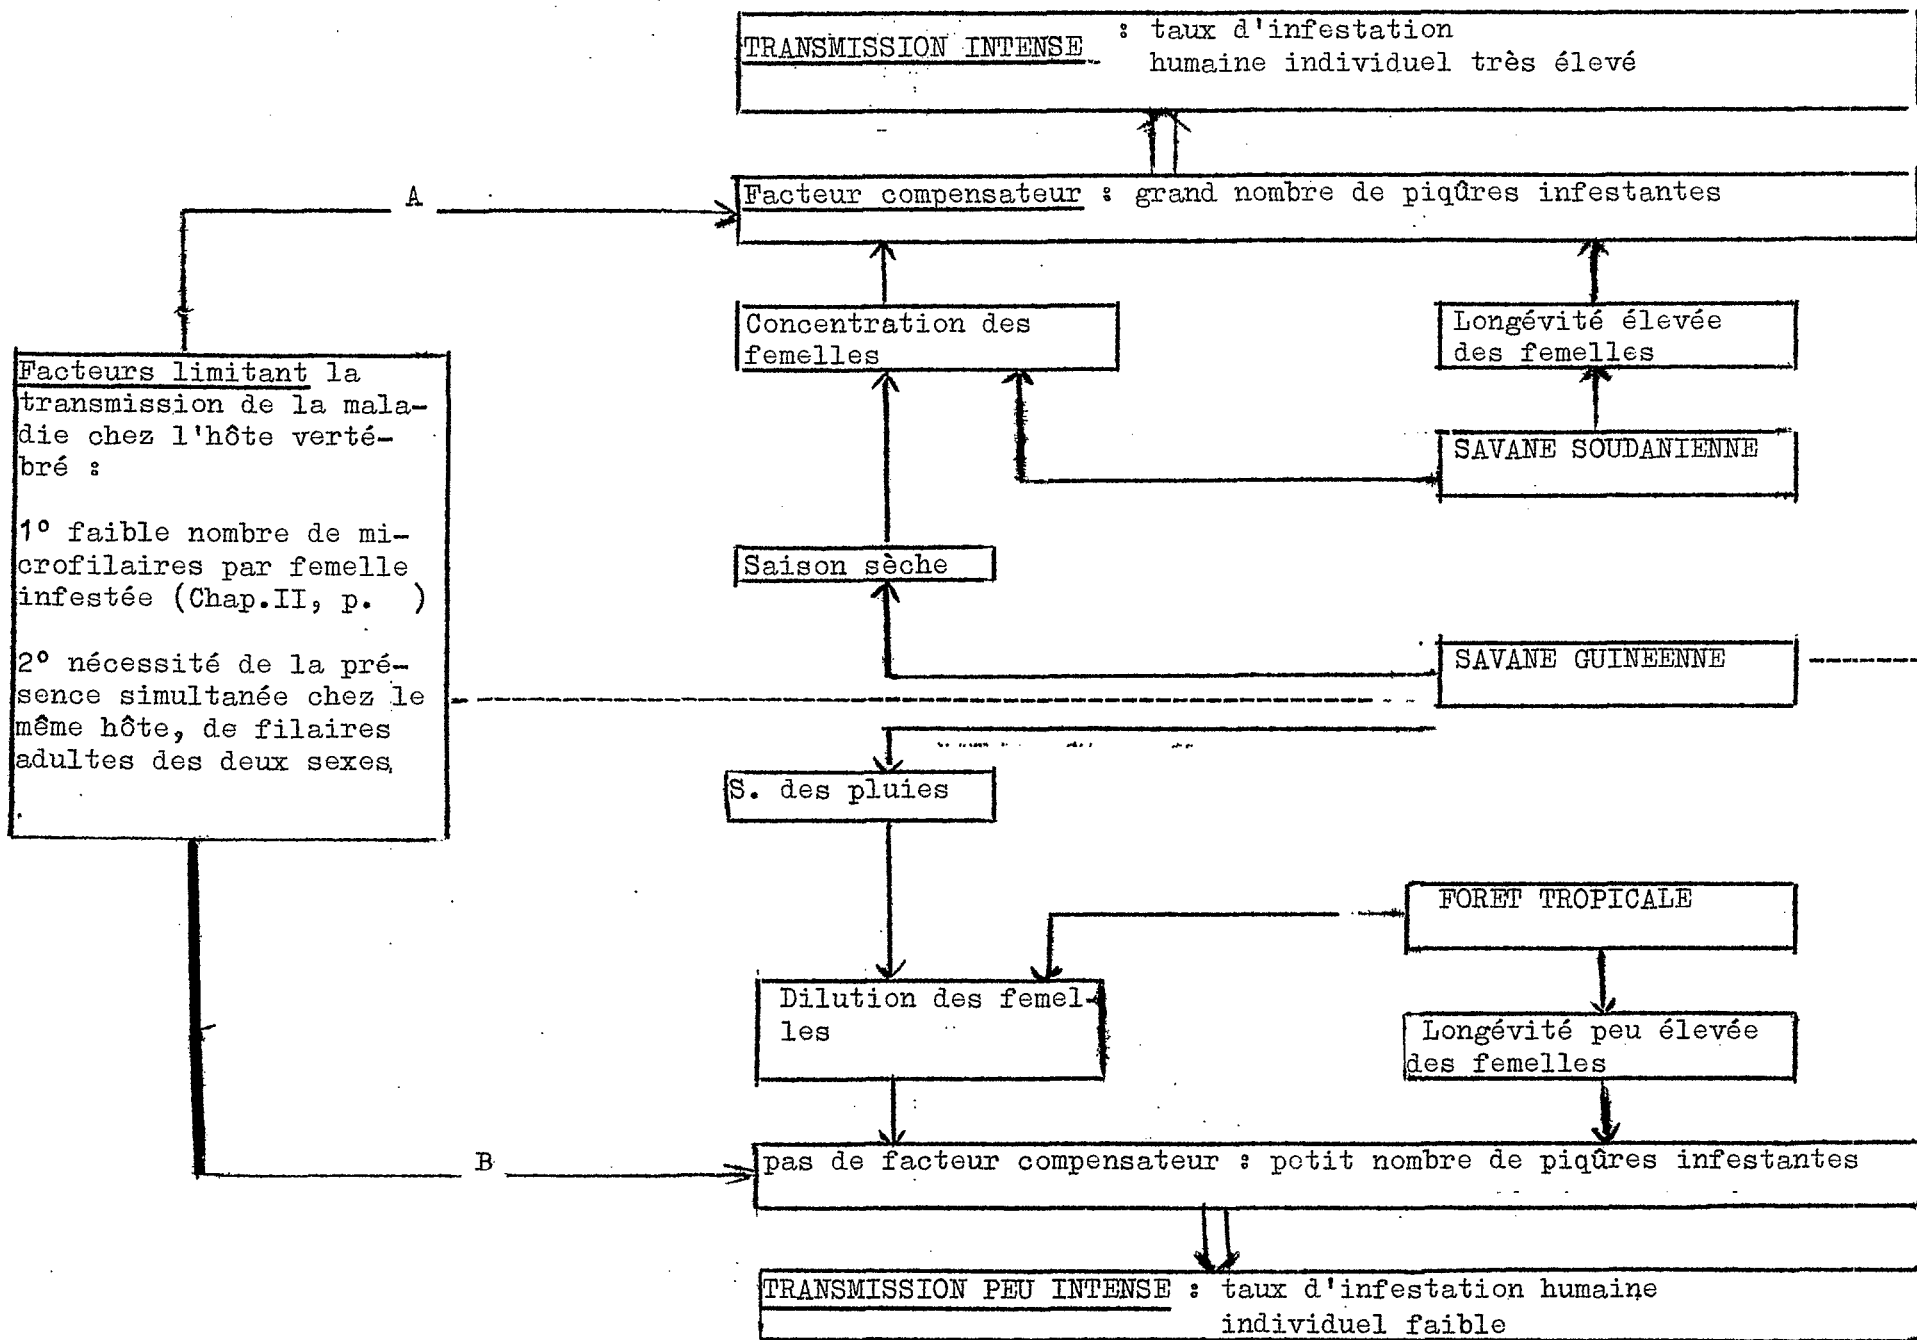 TRANSMISSION INTENSE : taux d'infestation
humaine individuel très élevé
A
Facteur compensateur : grand nombre de piqûres infestantes
Concentration des
femelles
Longévité élevée
des femelles
Facteurs limitant la
transmission de la mala-
die chez l'hôte verté-
bré :
1° faible nombre de mi-
crofilaires par femelle
infestée (Chap.II, p. )
2° nécessité de la pré-
sence simultanée chez le
même hôte, de filaires
adultes des deux sexes.
SAVANE SOUDANIENNE
Saison sèche
SAVANE GUINEENNE
S. des pluies
FORET TROPICALE
Dilution des femel-
les
Longévité peu élevée
des femelles
B
pas de facteur compensateur : petit nombre de piqûres infestantes
TRANSMISSION PEU INTENSE : taux d'infestation humaine
individuel faible